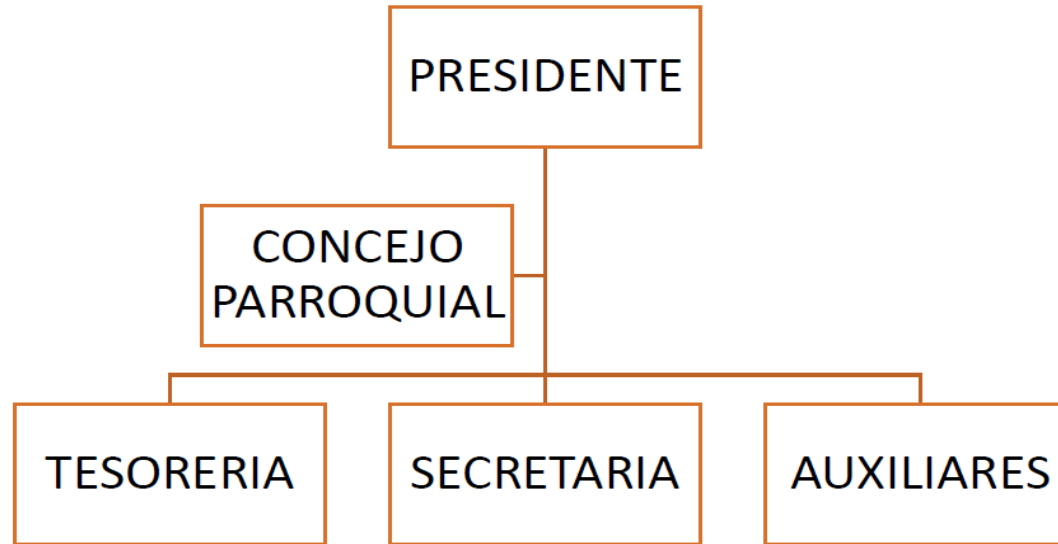 PRESIDENTE
CONCEJO
PARROQUIAL
TESORERIA
SECRETARIA
AUXILIARES